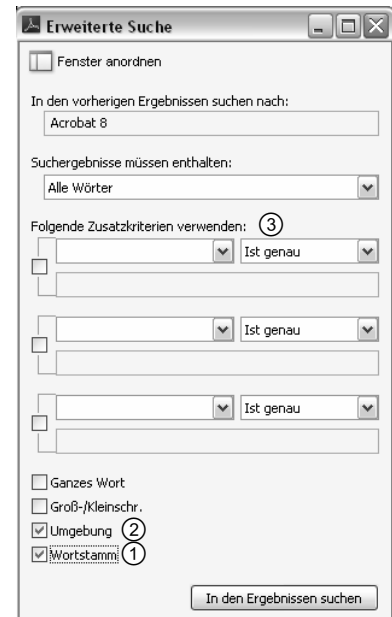 Erweiterte Suche
Fenster anordnen
In den vorherigen Ergebnissen suchen nach:
Acrobat 8
Suchergebnisse müssen enthalten:
Alle Wörter
Folgende Zusatzkriterien verwenden: ③
Ist genau
Ist genau
Ist genau
Ganzes Wort
Groß-/Kleinschr.
Umgebung ②
Wortstamm ①
In den Ergebnissen suchen